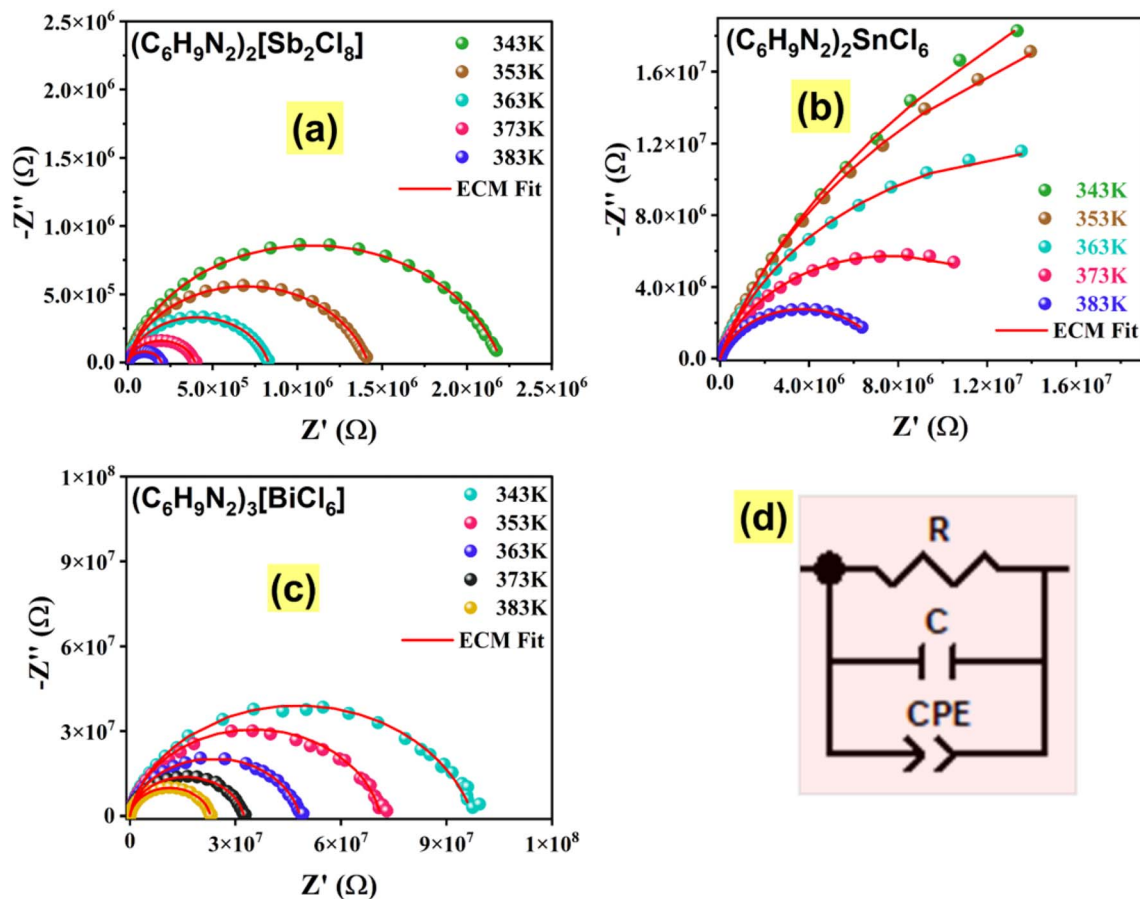 (C₆H₉N₂)₂[Sb₂Cl₈]
(a)
343K
353K
363K
373K
383K
ECM Fit
-Z'' (Ω)
2.5×10⁶
2.0×10⁶
1.5×10⁶
1.0×10⁶
5.0×10⁵
0.0
0.0 5.0×10⁵ 1.0×10⁶ 1.5×10⁶ 2.0×10⁶ 2.5×10⁶
Z' (Ω)
(C₆H₉N₂)₂SnCl₆
(b)
343K
353K
363K
373K
383K
ECM Fit
-Z'' (Ω)
1.6×10⁷
1.2×10⁷
8.0×10⁶
4.0×10⁶
0.0
0.0 4.0×10⁶ 8.0×10⁶ 1.2×10⁷ 1.6×10⁷
Z' (Ω)
(C₆H₉N₂)₃[BiCl₆]
(c)
343K
353K
363K
373K
383K
ECM Fit
-Z'' (Ω)
1×10⁸
9×10⁷
6×10⁷
3×10⁷
0
0 3×10⁷ 6×10⁷ 9×10⁷ 1×10⁸
Z' (Ω)
(d)
R
C
CPE